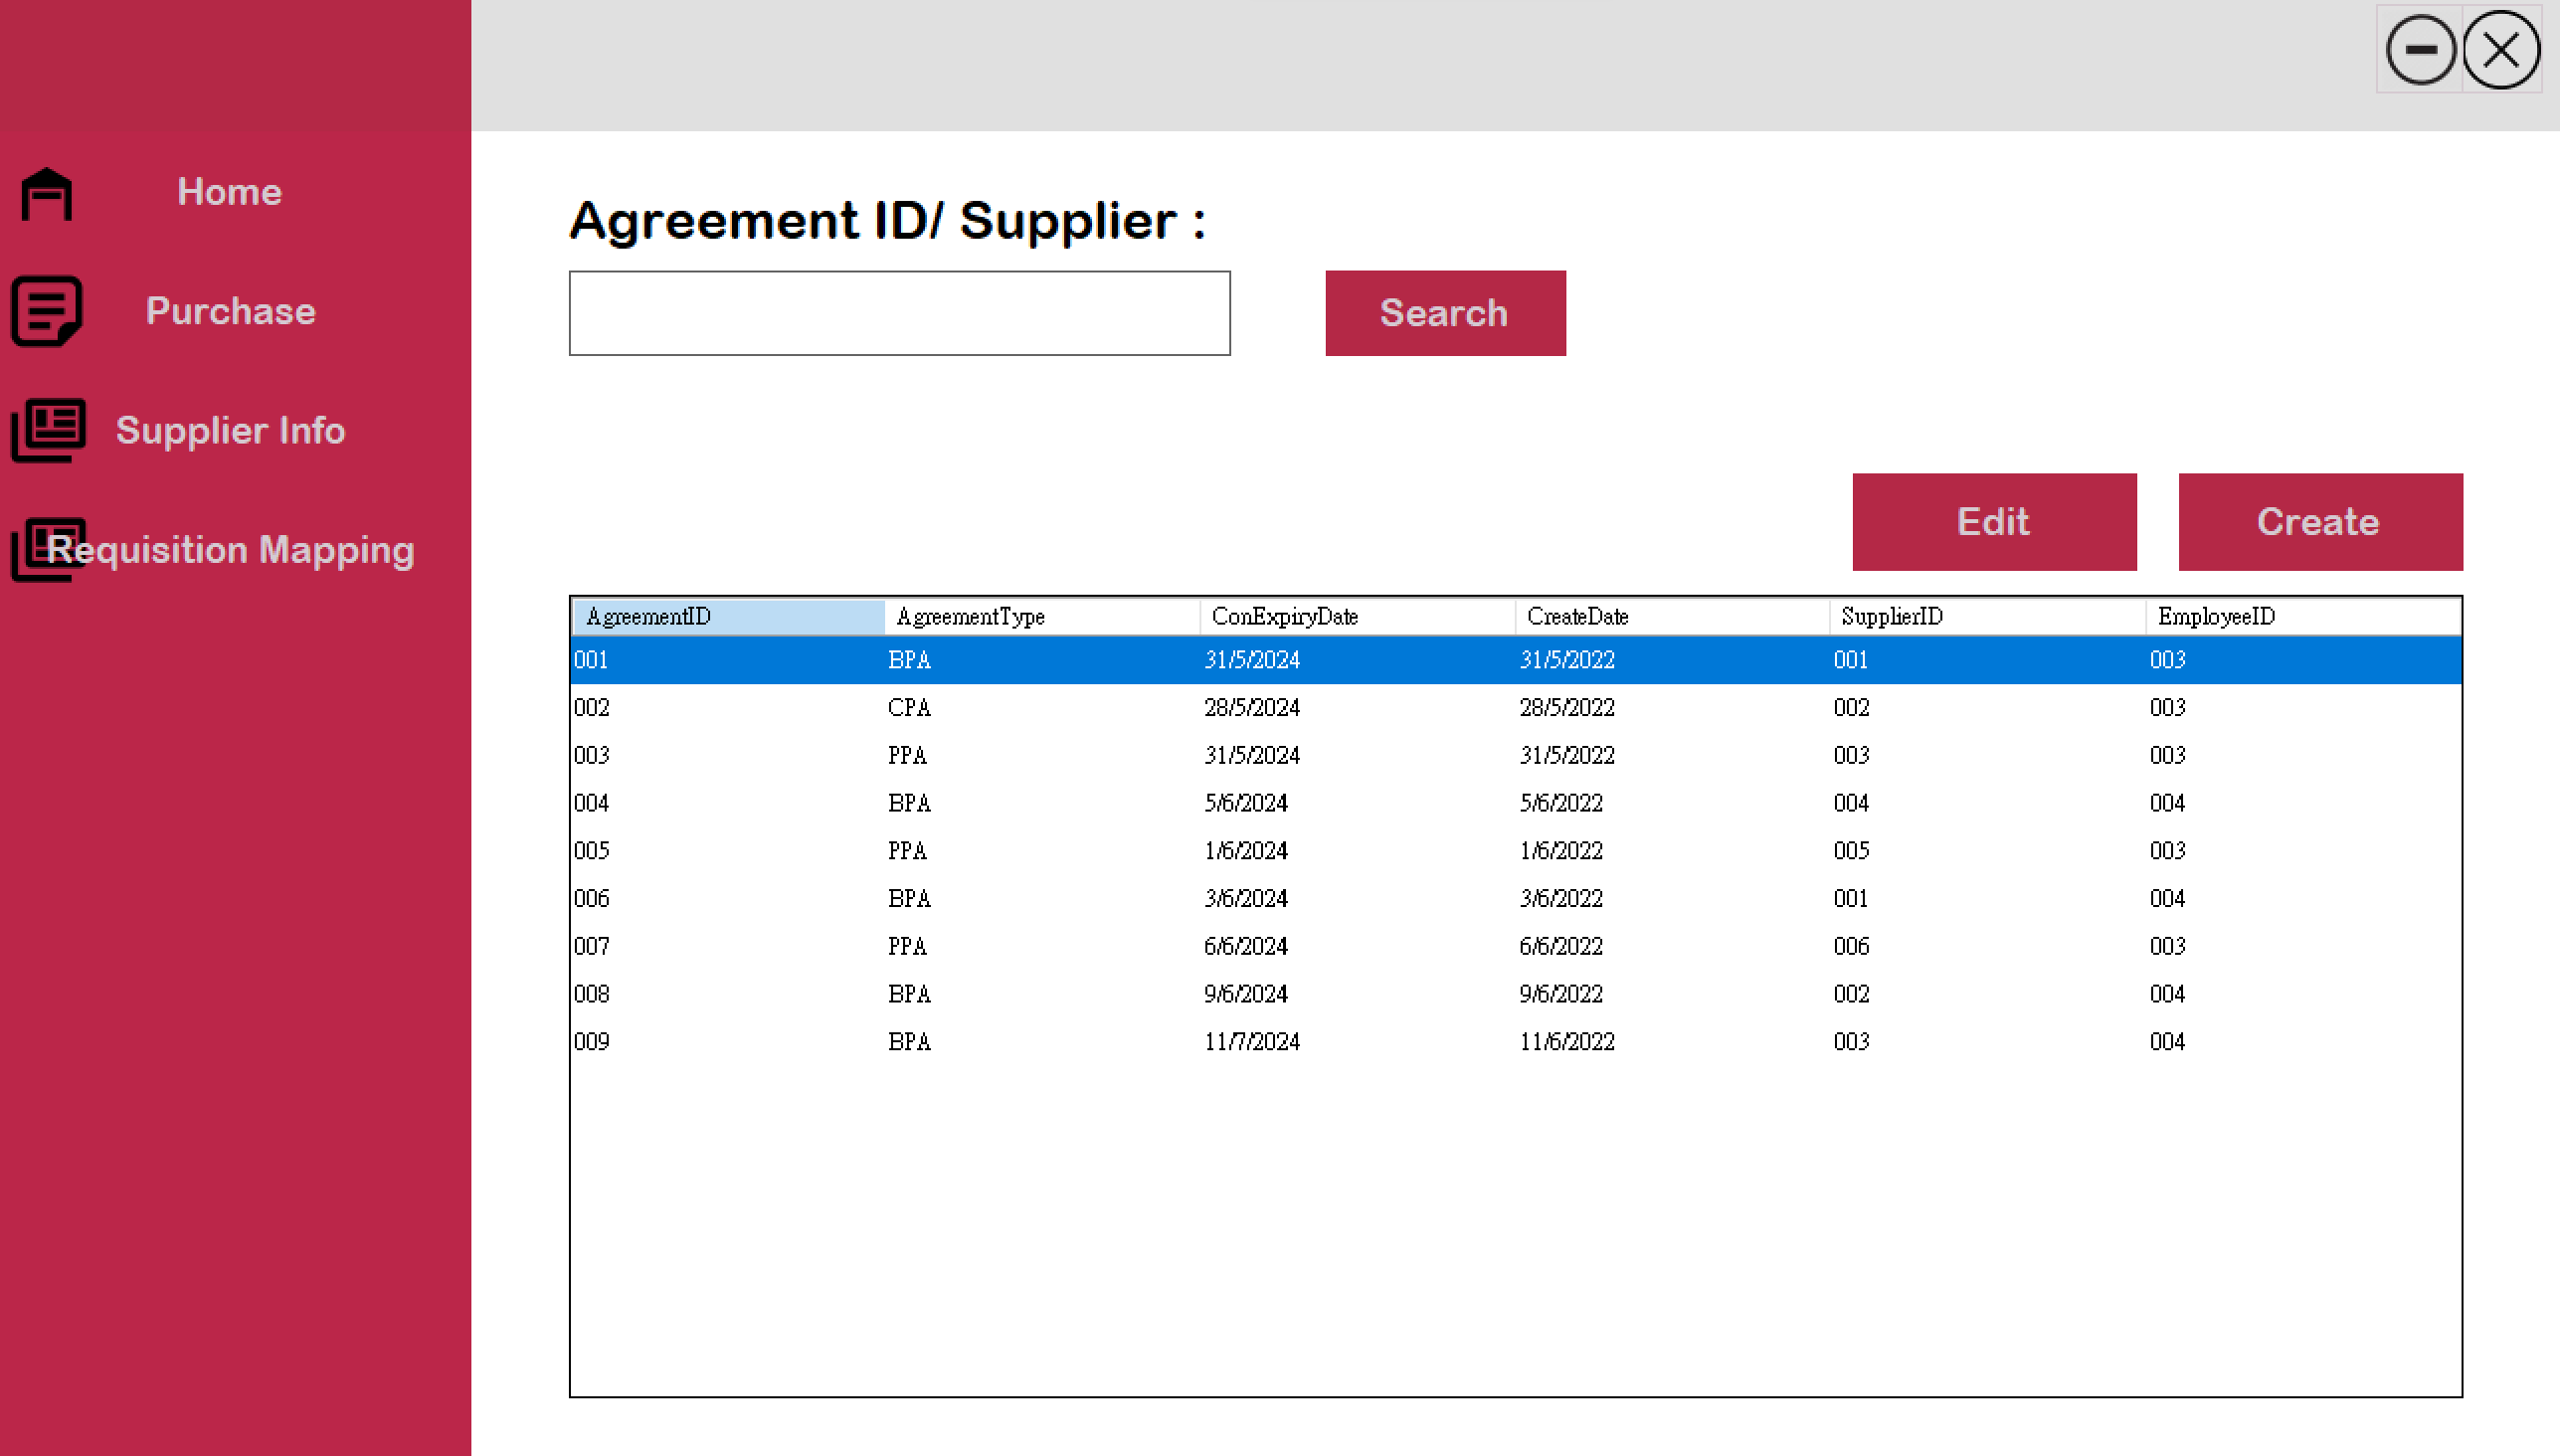 Home
Purchase
Supplier Info
Requisition Mapping
Agreement ID/ Supplier :
Search
Edit Create
AgreementID AgreementType ConExpiryDate CreateDate SupplierID EmployeeID
001 BPA 31/5/2024 31/5/2022 001 003
002 CPA 28/5/2024 28/5/2022 002 003
003 PPA 31/5/2024 31/5/2022 003 003
004 BPA 5/6/2024 5/6/2022 004 004
005 PPA 1/6/2024 1/6/2022 005 003
006 BPA 3/6/2024 3/6/2022 001 004
007 PPA 6/6/2024 6/6/2022 006 003
008 BPA 9/6/2024 9/6/2022 002 004
009 BPA 11/7/2024 11/6/2022 003 004